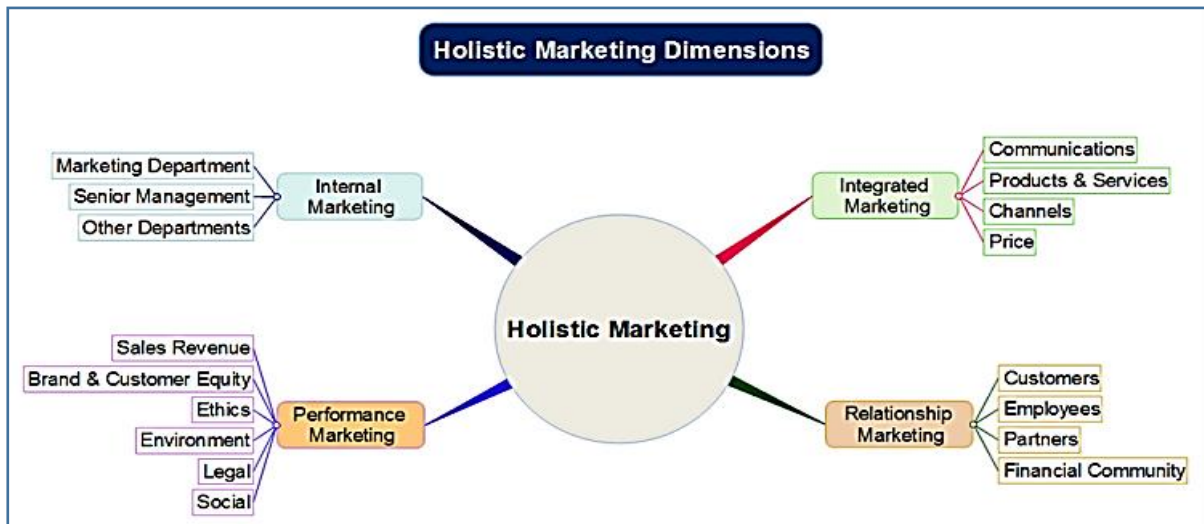 Holistic Marketing Dimensions
Marketing Department
Senior Management
Other Departments
Internal
Marketing
Integrated
Marketing
Communications
Products & Services
Channels
Price
Holistic Marketing
Sales Revenue
Brand & Customer Equity
Ethics
Environment
Legal
Social
Performance
Marketing
Relationship
Marketing
Customers
Employees
Partners
Financial Community